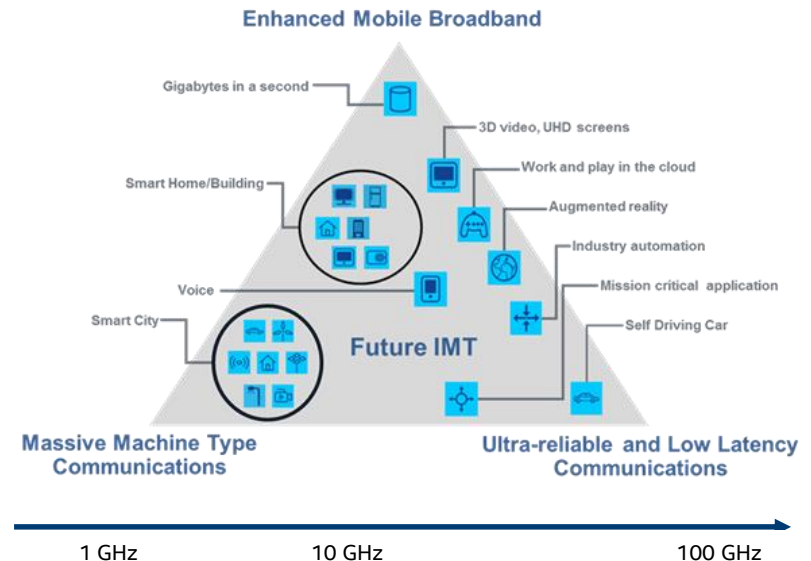 Enhanced Mobile Broadband
Gigabytes in a second
3D video, UHD screens
Work and play in the cloud
Smart Home/Building
Augmented reality
Industry automation
Mission critical application
Voice
Smart City
Self Driving Car
Future IMT
Massive Machine Type
Communications
Ultra-reliable and Low Latency
Communications
1 GHz
10 GHz
100 GHz